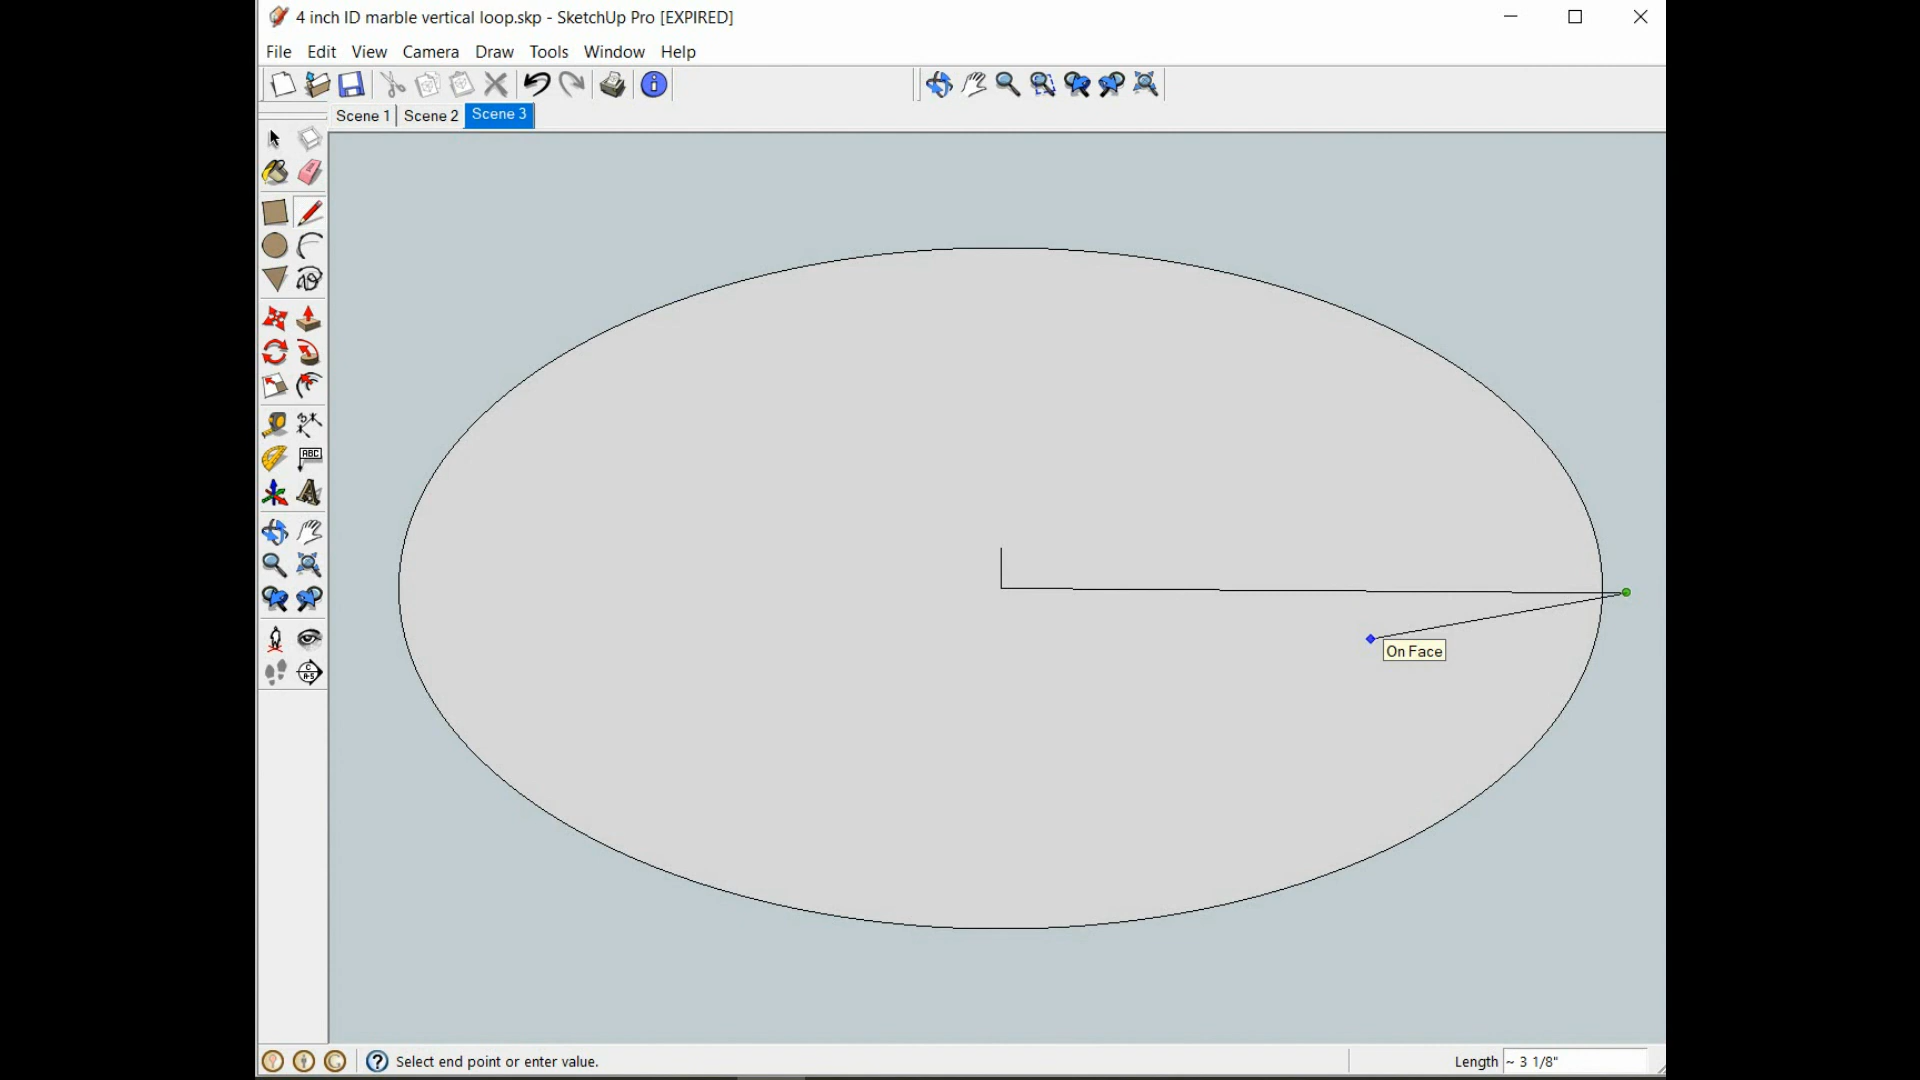 4 inch ID marble vertical loop.skp - SketchUp Pro [EXPIRED]
File Edit View Camera Draw Tools Window Help
Scene 1 Scene 2 Scene 3
ABC
On Face
Select end point or enter value.
Length ~ 3 1/8"